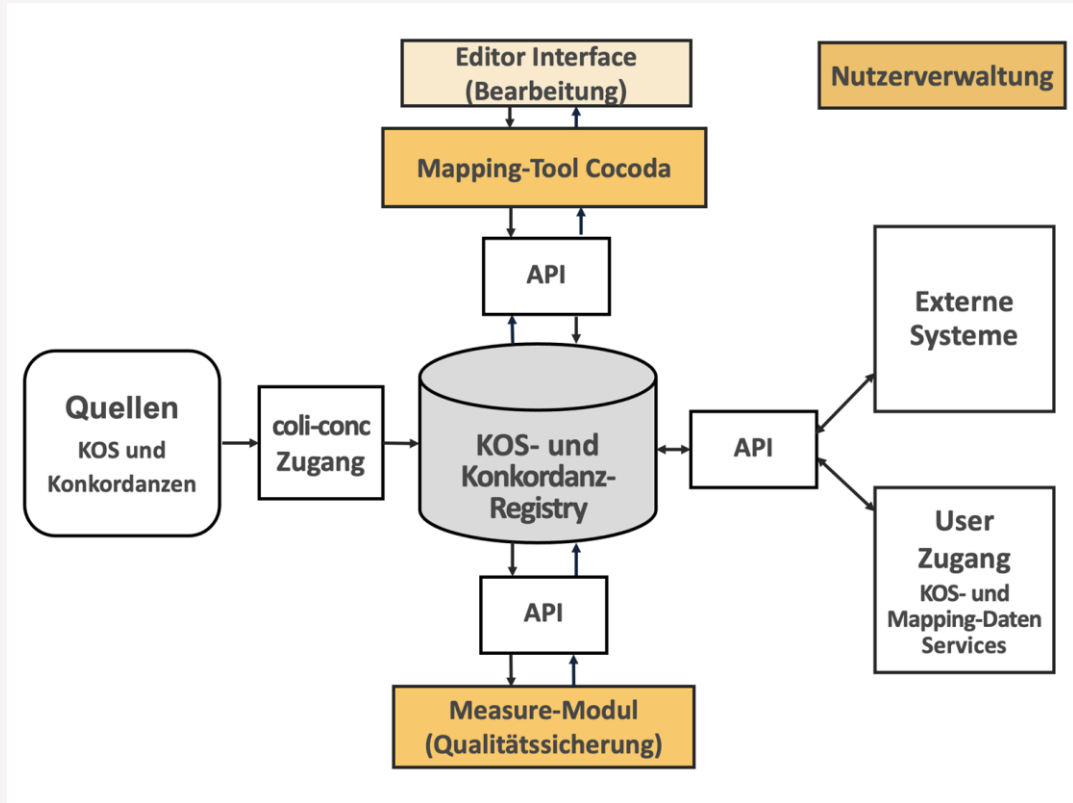 Editor Interface
(Bearbeitung)
Nutzerverwaltung
Mapping-Tool Cocoda
API
Externe
Systeme
Quellen
KOS und
Konkordanzen
coli-conc
Zugang
KOS- und
Konkordanz-
Registry
API
User
Zugang
KOS- und
Mapping-Daten
Services
API
Measure-Modul
(Qualitätssicherung)